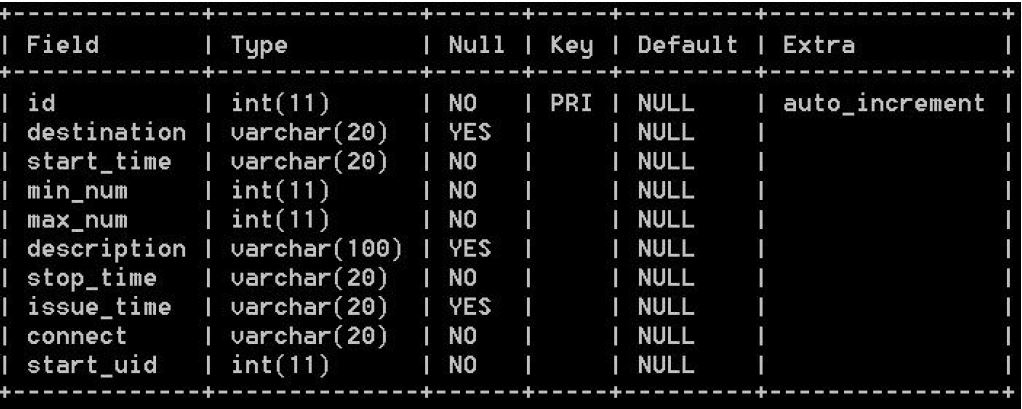 +-------------+--------------+------+-----+---------+----------------+
| Field       | Type         | Null | Key | Default | Extra          |
+-------------+--------------+------+-----+---------+----------------+
| id          | int(11)      | NO   | PRI | NULL    | auto_increment |
| destination | varchar(20)  | YES  |     | NULL    |                |
| start_time  | varchar(20)  | NO   |     | NULL    |                |
| min_num     | int(11)      | NO   |     | NULL    |                |
| max_num     | int(11)      | NO   |     | NULL    |                |
| description | varchar(100) | YES  |     | NULL    |                |
| stop_time   | varchar(20)  | NO   |     | NULL    |                |
| issue_time  | varchar(20)  | YES  |     | NULL    |                |
| connect     | varchar(20)  | NO   |     | NULL    |                |
| start_uid   | int(11)      | NO   |     | NULL    |                |
+-------------+--------------+------+-----+---------+----------------+